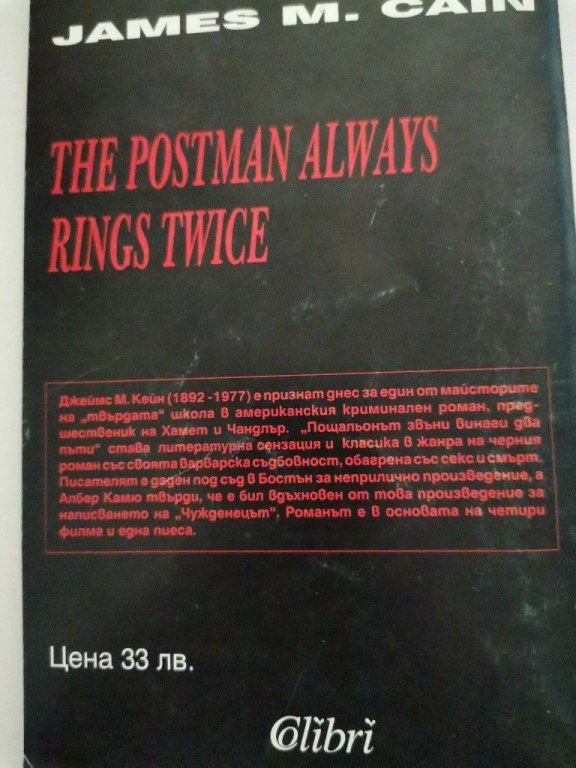 JAMES M. CAIN
THE POSTMAN ALWAYS
RINGS TWICE
Джеймс М. Кейн (1892 -1977) е признат днес за един от майсторите
на „твърдата“ школа в американския криминален роман, пред-
шественик на Хамет и Чандлър. „Пощальонът звъни винаги два
пъти“ става литературна сензация и класика в жанра на черния
роман със своята варварска съдбовност, обагрена със секс и смърт.
Писателят е даден под съд в Бостън за неприлично произведение, а
Албер Камю твърди, че е бил вдъхновен от това произведение за
написването на „Чужденецът“. Романът е в основата на четири
филма и една пиеса.
Цена 33 лв.
Colibri